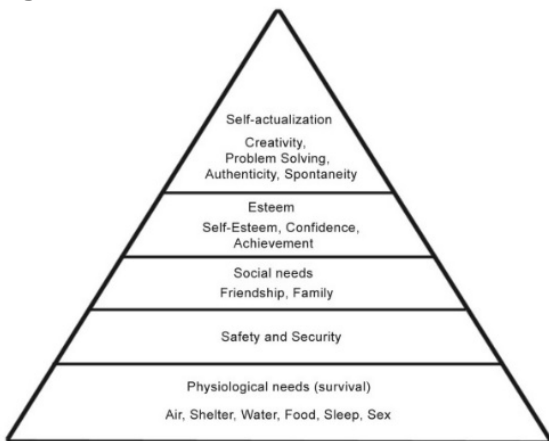 Self-actualization
Creativity,
Problem Solving,
Authenticity, Spontaneity
Esteem
Self-Esteem, Confidence,
Achievement
Social needs
Friendship, Family
Safety and Security
Physiological needs (survival)
Air, Shelter, Water, Food, Sleep, Sex